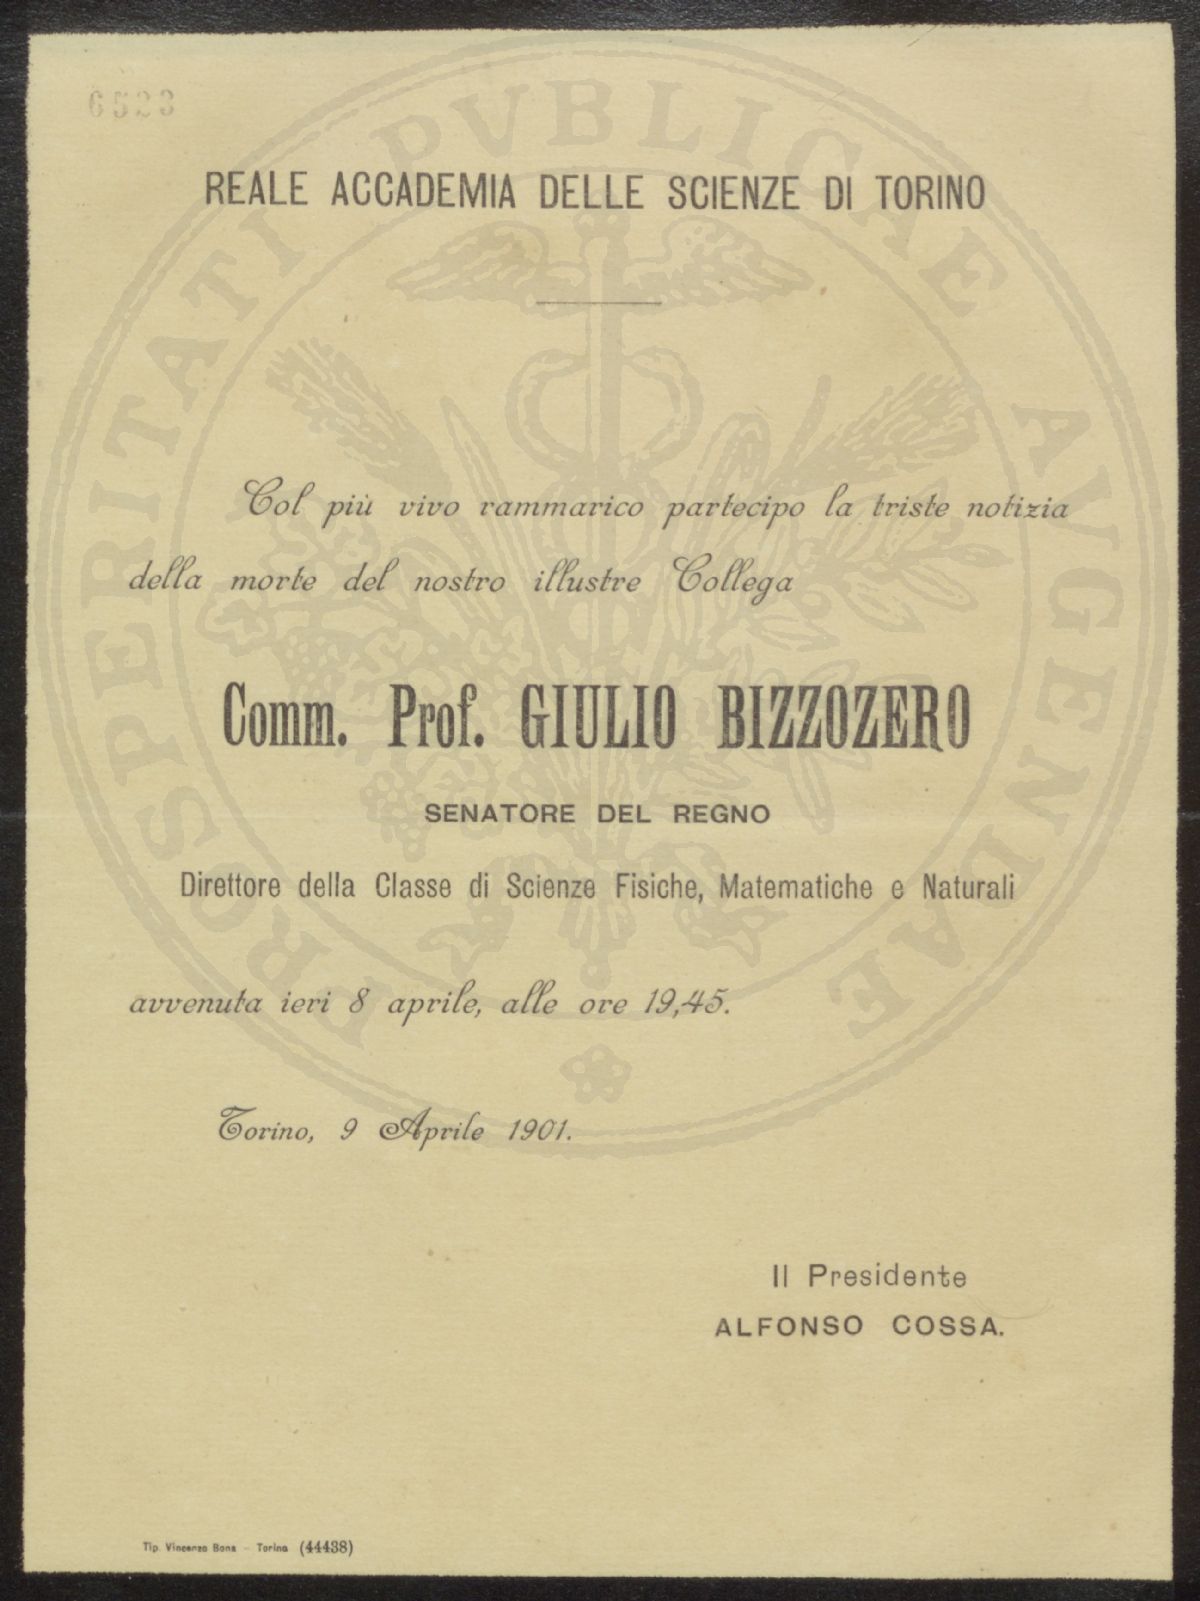 6523
REALE ACCADEMIA DELLE SCIENZE DI TORINO
Col più vivo rammarico partecipo la triste notizia
della morte del nostro illustre Collega
Comm. Prof. GIULIO BIZZOZERO
SENATORE DEL REGNO
Direttore della Classe di Scienze Fisiche, Matematiche e Naturali
avvenuta ieri 8 aprile, alle ore 19,45.
Torino, 9 Aprile 1901.
Il Presidente
ALFONSO COSSA.
Tip. Vincenzo Bona - Torino (44438)
PROSPERITATI PVBLICAE AVGENDAE